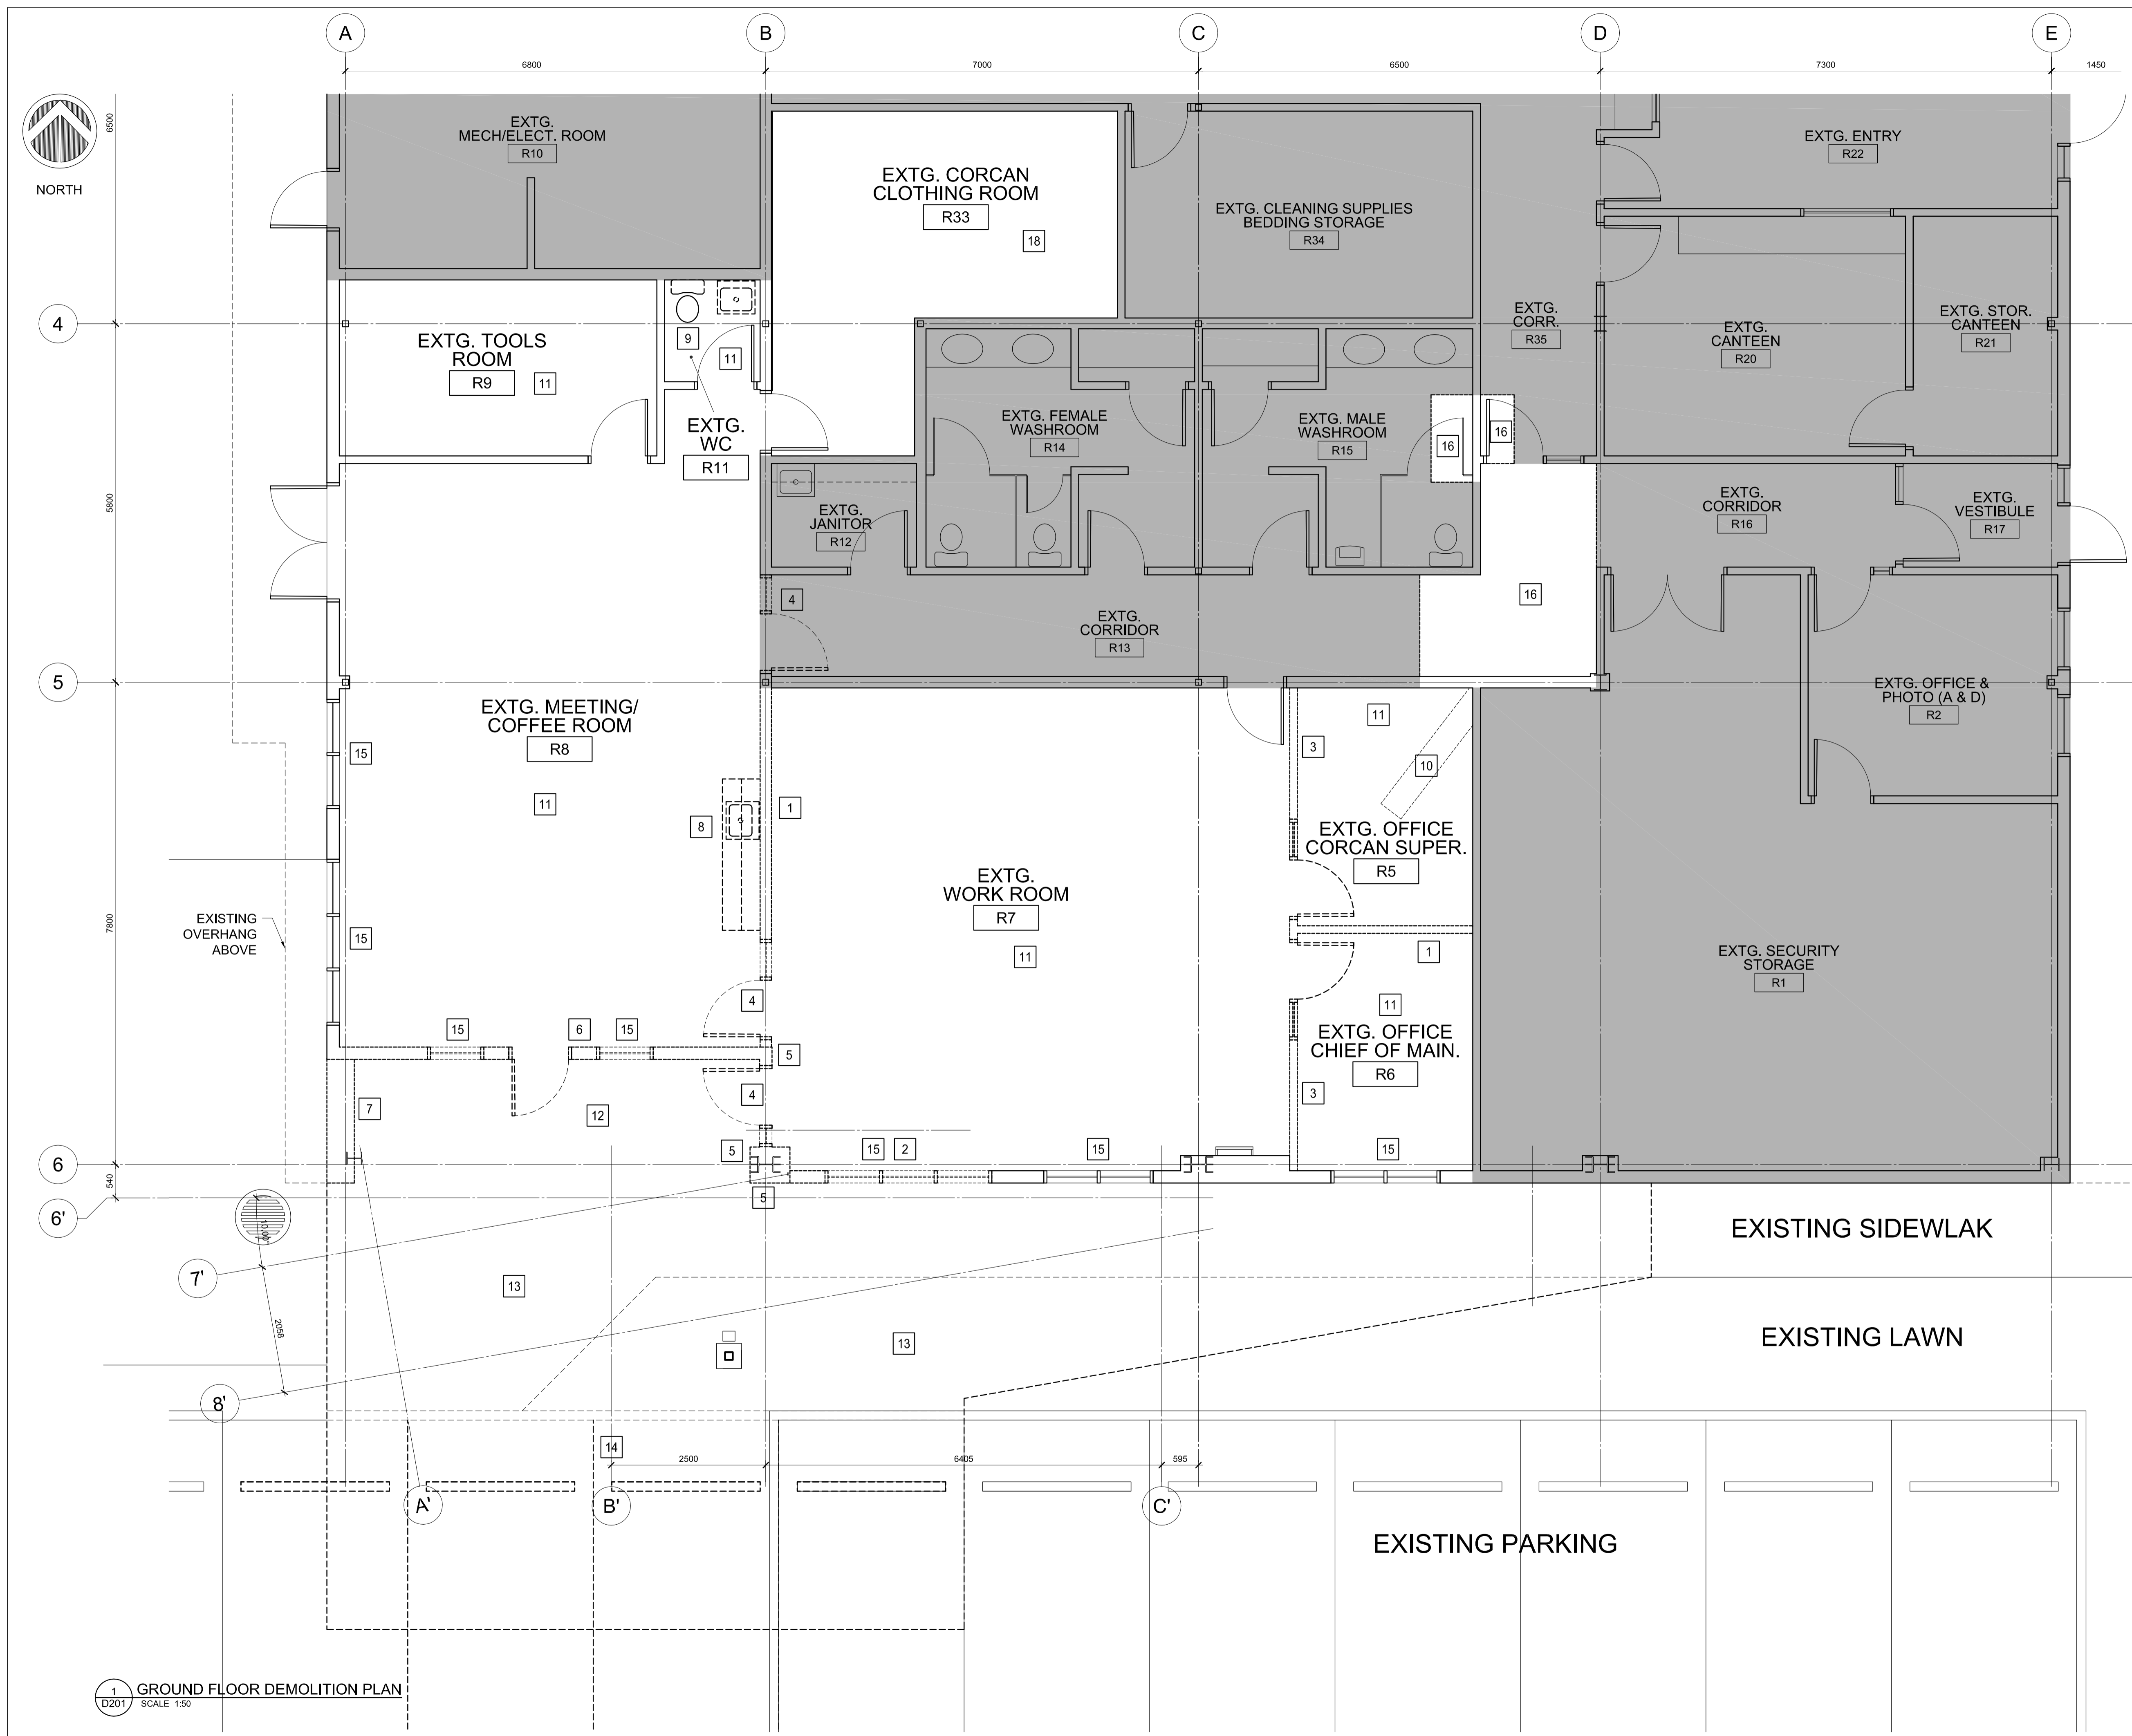 A
B
C
D
E
6800
7000
6500
7300
1450
NORTH
6500
EXTG.
MECH/ELECT. ROOM
R10
EXTG. CORCAN
CLOTHING ROOM
R33
18
EXTG. CLEANING SUPPLIES
BEDDING STORAGE
R34
EXTG. ENTRY
R22
4
EXTG. TOOLS
ROOM
R9
11
9
11
EXTG.
WC
R11
EXTG.
CORR.
R35
EXTG.
CANTEEN
R20
EXTG. STOR.
CANTEEN
R21
EXTG. FEMALE
WASHROOM
R14
EXTG. MALE
WASHROOM
R15
16
16
5800
EXTG.
JANITOR
R12
EXTG.
CORRIDOR
R16
EXTG.
VESTIBULE
R17
4
16
EXTG.
CORRIDOR
R13
5
EXTG. MEETING/
COFFEE ROOM
R8
15
11
8
1
11
3
10
EXTG. OFFICE
CORCAN SUPER.
R5
EXTG. OFFICE &
PHOTO (A & D)
R2
7800
EXISTING
OVERHANG
ABOVE
15
EXTG.
WORK ROOM
R7
11
1
EXTG. SECURITY
STORAGE
R1
4
11
15
6
15
5
EXTG. OFFICE
CHIEF OF MAIN.
R6
7
12
4
3
5
15
2
15
15
6
540
5
6'
10.00°
7'
EXISTING SIDEWLAK
13
2058
13
EXISTING LAWN
8'
14
2500
6405
595
A'
B'
C'
EXISTING PARKING
1
D201
GROUND FLOOR DEMOLITION PLAN
SCALE 1:50